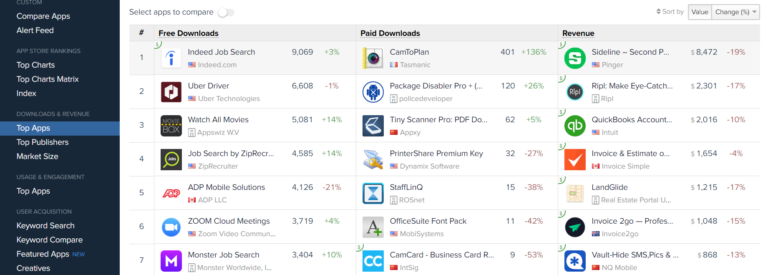 CUSTOM
Compare Apps
Alert Feed
APP STORE RANKINGS
Top Charts
Top Charts Matrix
Index
DOWNLOADS & REVENUE
Top Apps
Top Publishers
Market Size
USAGE & ENGAGEMENT
Top Apps
USER ACQUISITION
Keyword Search
Keyword Compare
Featured Apps NEW
Creatives
Select apps to compare
Sort by Value Change (%)
# Free Downloads Paid Downloads Revenue
1 Indeed Job Search 9,069 +3% CamToPlan 401 +136% Sideline – Second P... $ 8,472 -19%
Indeed.com Tasmanic Pinger
2 Uber Driver 6,608 -1% Package Disabler Pro + (... 120 +26% Ripl: Make Eye-Catch... $ 2,301 -17%
Uber Technologies policedeveloper Ripl
3 Watch All Movies 5,081 +14% Tiny Scanner Pro: PDF Do... 62 +5% QuickBooks Account... $ 2,016 -10%
Appswiz W.V Appxy Intuit
4 Job Search by ZipRec... 4,585 +14% PrinterShare Premium Key 32 -27% Invoice & Estimate o... $ 1,654 -4%
ZipRecruiter Dynamix Software Invoice Simple
5 ADP Mobile Solutions 4,126 -21% StaffLinQ 15 -38% LandGlide $ 1,215 -17%
ADP LLC ROSnet Real Estate Portal U...
6 ZOOM Cloud Meetings 3,719 +4% OfficeSuite Font Pack 11 -42% Invoice2go — Profes... $ 1,048 -15%
Zoom Video Commun... MobiSystems Invoice2go
7 Monster Job Search 3,404 +10% CamCard - Business Card R... 9 -53% Vault-Hide SMS,Pics & ... $ 868 -13%
Monster Worldwide, I... IntSig NQ Mobile